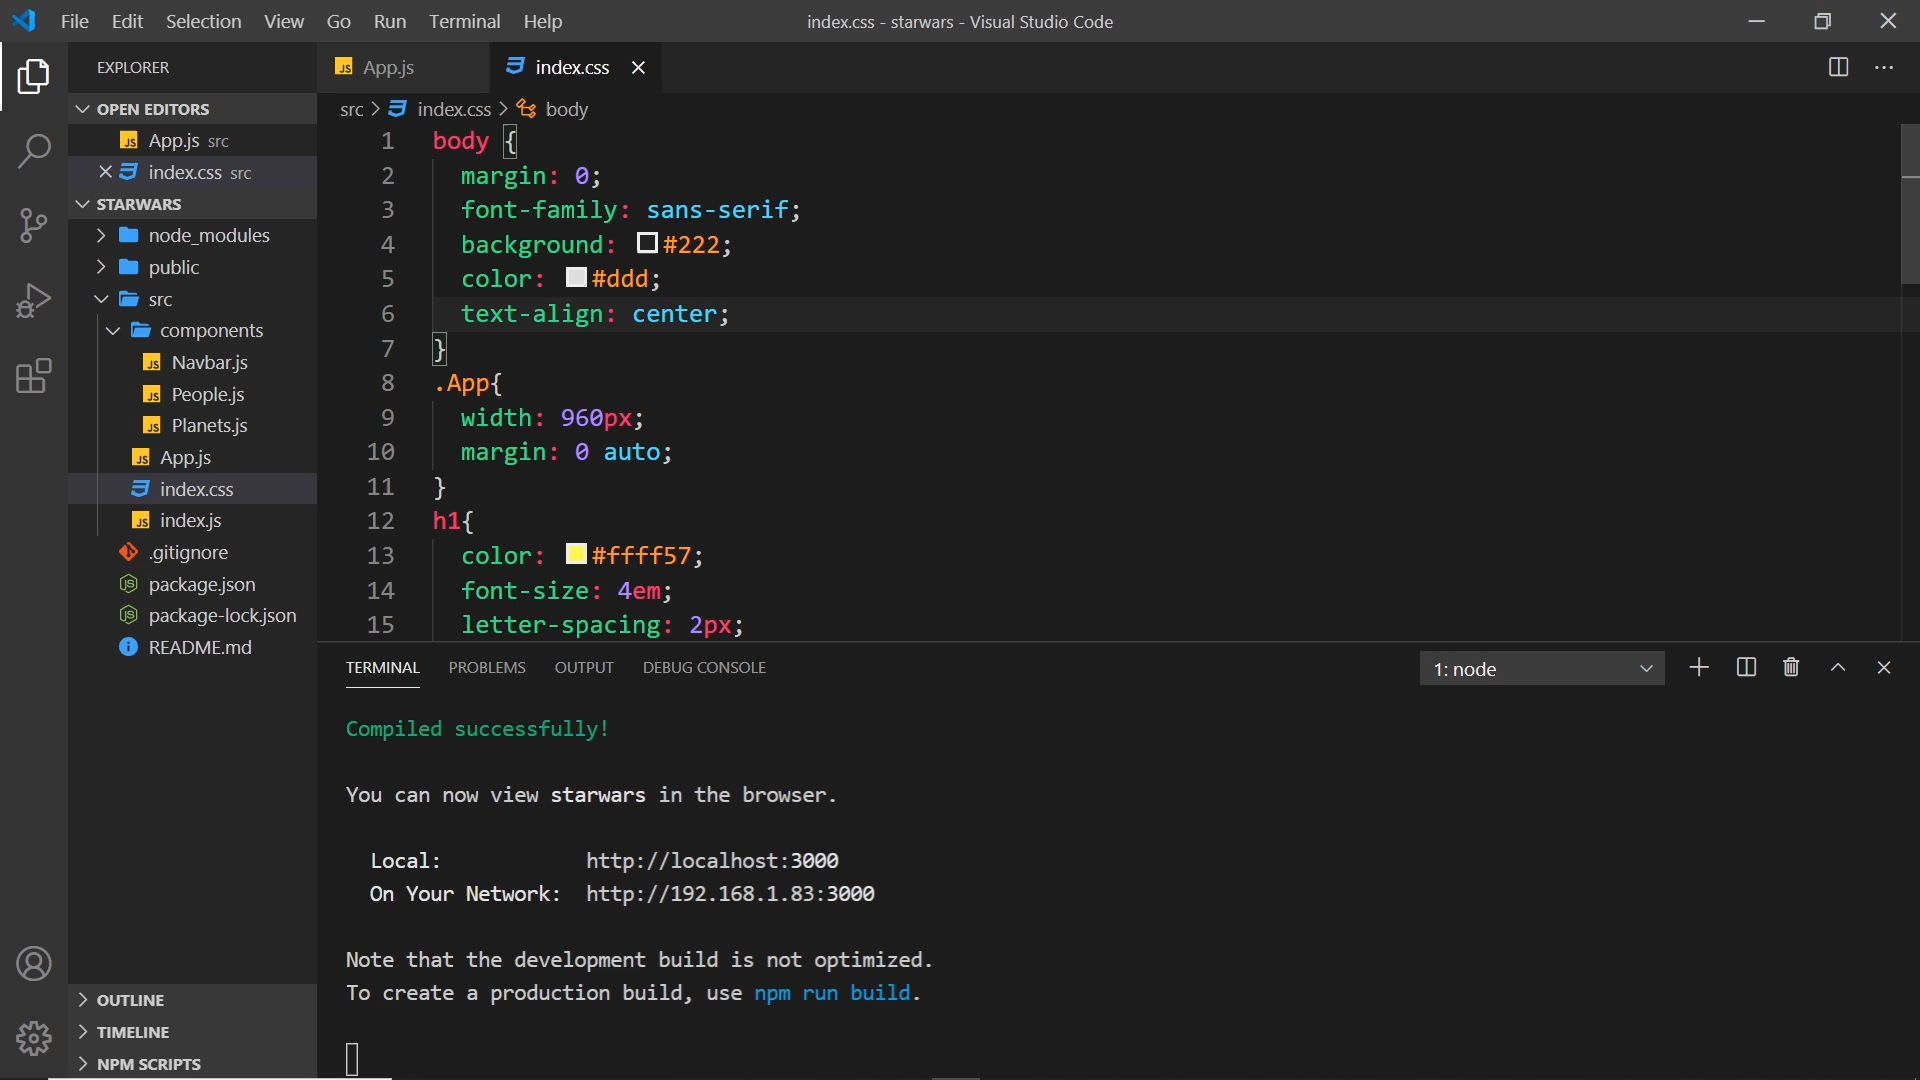 File Edit Selection View Go Run Terminal Help
index.css - starwars - Visual Studio Code
EXPLORER
OPEN EDITORS
JS App.js src
index.css src
STARWARS
node_modules
public
src
components
JS Navbar.js
JS People.js
JS Planets.js
JS App.js
index.css
JS index.js
.gitignore
package.json
package-lock.json
README.md
OUTLINE
TIMELINE
NPM SCRIPTS
JS App.js index.css
src > index.css > body
1 body {
2 margin: 0;
3 font-family: sans-serif;
4 background: #222;
5 color: #ddd;
6 text-align: center;
7 }
8 .App{
9 width: 960px;
10 margin: 0 auto;
11 }
12 h1{
13 color: #ffff57;
14 font-size: 4em;
15 letter-spacing: 2px;
TERMINAL PROBLEMS OUTPUT DEBUG CONSOLE
1: node
Compiled successfully!
You can now view starwars in the browser.
Local: http://localhost:3000
On Your Network: http://192.168.1.83:3000
Note that the development build is not optimized.
To create a production build, use npm run build.